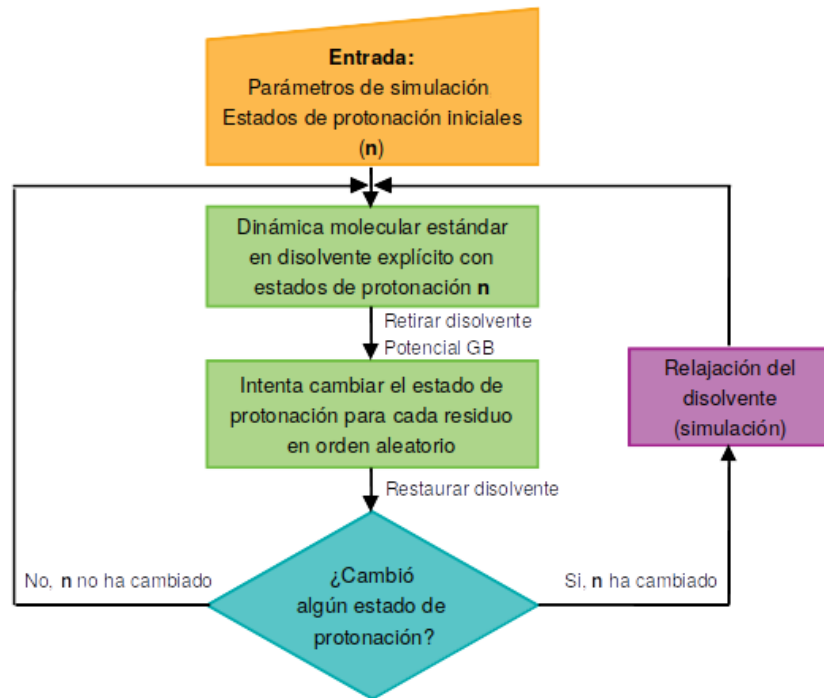 Entrada:
Parámetros de simulación
Estados de protonación iniciales
(n)
Dinámica molecular estándar
en disolvente explícito con
estados de protonación n
Retirar disolvente
Potencial GB
Intenta cambiar el estado de
protonación para cada residuo
en orden aleatorio
Relajación del
disolvente
(simulación)
Restaurar disolvente
¿Cambió
algún estado de
protonación?
No, n no ha cambiado
Si, n ha cambiado